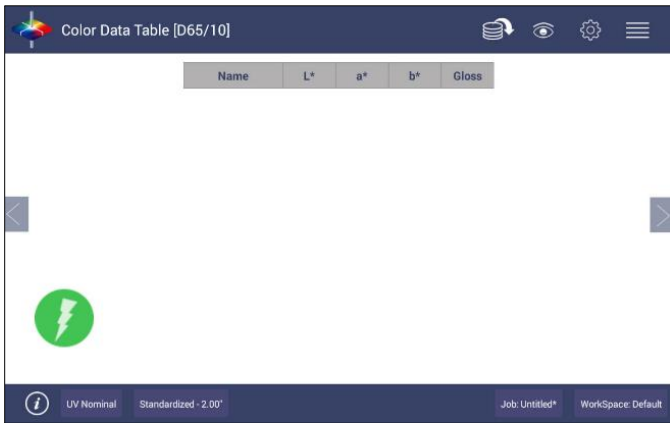 Color Data Table [D65/10]
Name L* a* b* Gloss
UV Nominal Standardized - 2.00" Job: Untitled* WorkSpace: Default